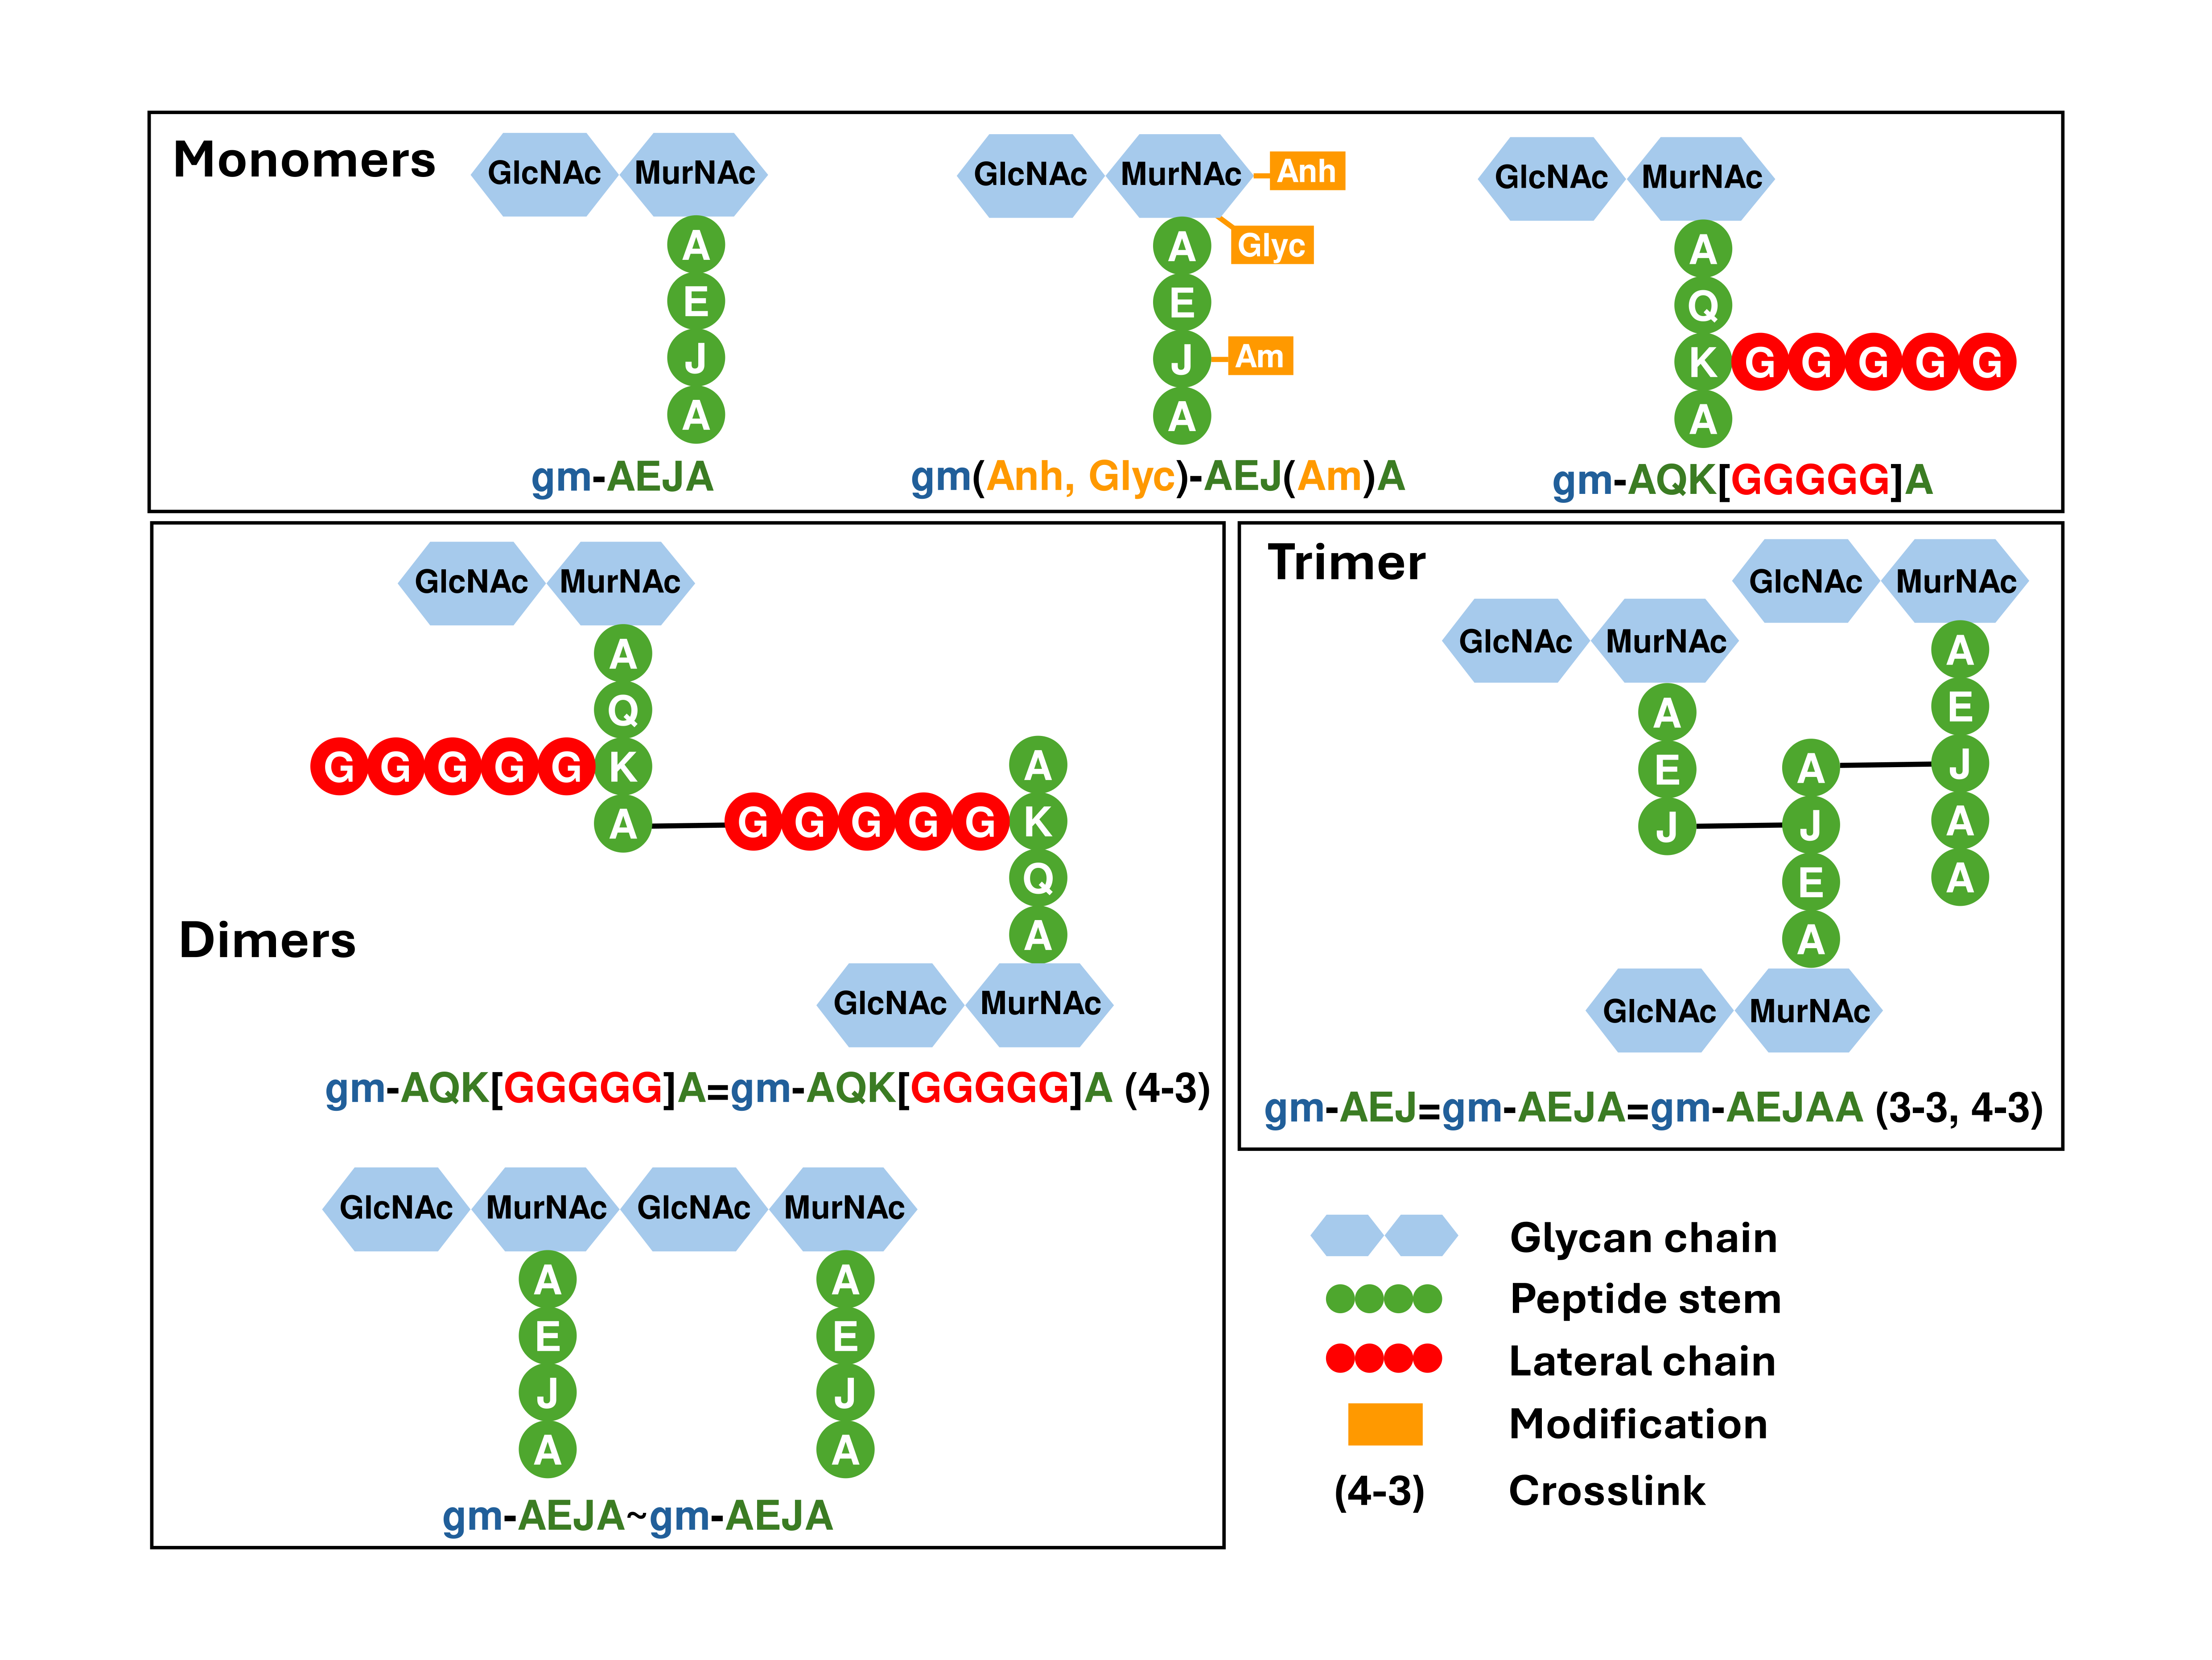 Monomers
GlcNAc MurNAc
A
E
J
A
gm-AEJA
GlcNAc MurNAc Anh
Glyc
A
E
J Am
A
gm(Anh, Glyc)-AEJ(Am)A
GlcNAc MurNAc
A
Q
K G G G G G
A
gm-AQK[GGGGG]A
Dimers
GlcNAc MurNAc
A
Q
G G G G G K
A G G G G G K
A
Q
A
GlcNAc MurNAc
gm-AQK[GGGGG]A=gm-AQK[GGGGG]A (4-3)
GlcNAc MurNAc GlcNAc MurNAc
A A
E E
J J
A A
gm-AEJA~gm-AEJA
Trimer
GlcNAc MurNAc
GlcNAc MurNAc
A
E
J
A
J
E
A
A
E
J
A
A
GlcNAc MurNAc
gm-AEJ=gm-AEJA=gm-AEJAA (3-3, 4-3)
Glycan chain
Peptide stem
Lateral chain
Modification
(4-3) Crosslink